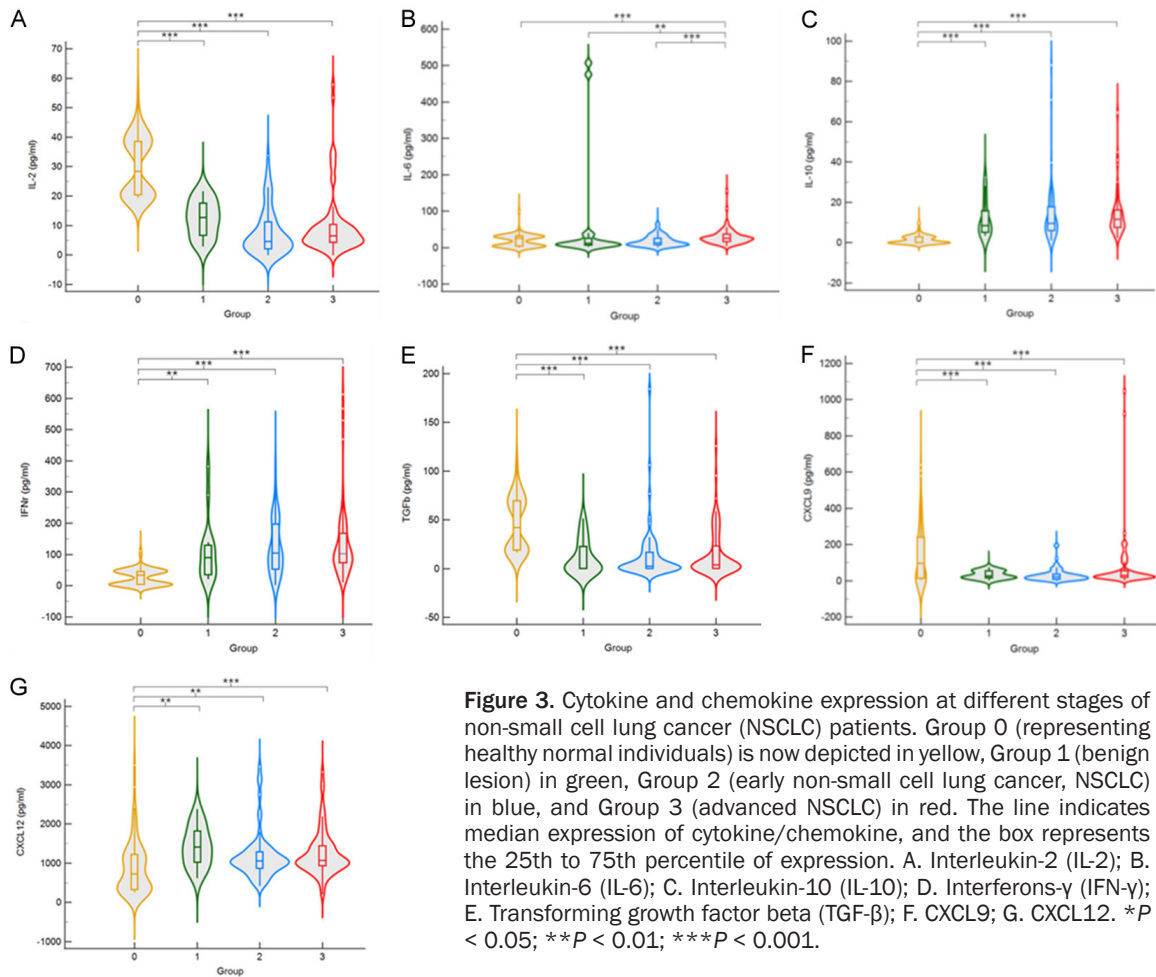 A
***
***
***
IL-2 (pg/ml)
70
60
50
40
30
20
10
0
-10
0 1 2 3
Group
B
***
**
***
IL-6 (pg/ml)
600
500
400
300
200
100
0
-100
0 1 2 3
Group
C
***
***
***
IL-10 (pg/ml)
100
80
60
40
20
0
-20
0 1 2 3
Group
D
***
***
**
IFNr (pg/ml)
700
600
500
400
300
200
100
0
-100
0 1 2 3
Group
E
***
***
***
TGFb (pg/ml)
200
150
100
50
0
-50
0 1 2 3
Group
F
***
***
***
CXCL9 (pg/ml)
1200
1000
800
600
400
200
0
-200
0 1 2 3
Group
G
***
**
**
CXCL12 (pg/ml)
5000
4000
3000
2000
1000
0
-1000
0 1 2 3
Group
Figure 3. Cytokine and chemokine expression at different stages of
non-small cell lung cancer (NSCLC) patients. Group 0 (representing
healthy normal individuals) is now depicted in yellow, Group 1 (benign
lesion) in green, Group 2 (early non-small cell lung cancer, NSCLC)
in blue, and Group 3 (advanced NSCLC) in red. The line indicates
median expression of cytokine/chemokine, and the box represents
the 25th to 75th percentile of expression. A. Interleukin-2 (IL-2); B.
Interleukin-6 (IL-6); C. Interleukin-10 (IL-10); D. Interferons-γ (IFN-γ);
E. Transforming growth factor beta (TGF-β); F. CXCL9; G. CXCL12. *P
< 0.05; **P < 0.01; ***P < 0.001.